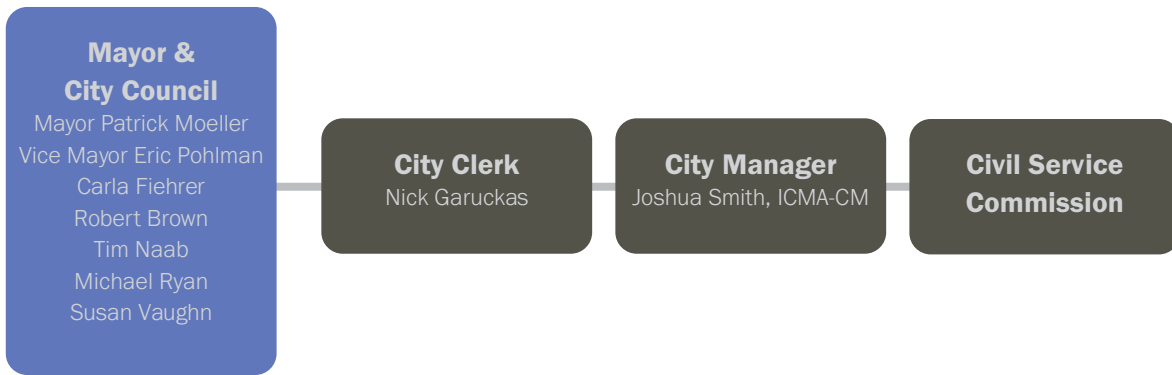 Mayor &
City Council
Mayor Patrick Moeller
Vice Mayor Eric Pohlman
Carla Fiehrer
Robert Brown
Tim Naab
Michael Ryan
Susan Vaughn
City Clerk
Nick Garuckas
City Manager
Joshua Smith, ICMA-CM
Civil Service
Commission